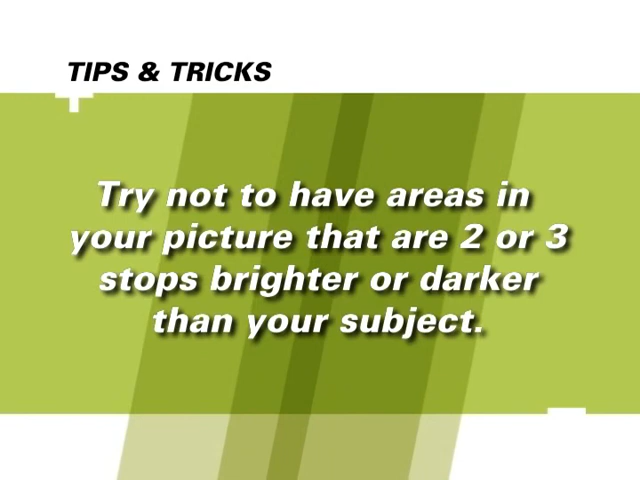 TIPS & TRICKS
Try not to have areas in
your picture that are 2 or 3
stops brighter or darker
than your subject.